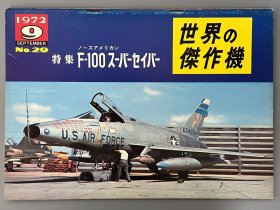 1972
9
SEPTEMBER
No.29
ノースアメリカン
特集 F-100スーパーセイバー
世界の
傑作機
U.S. AIR FORCE